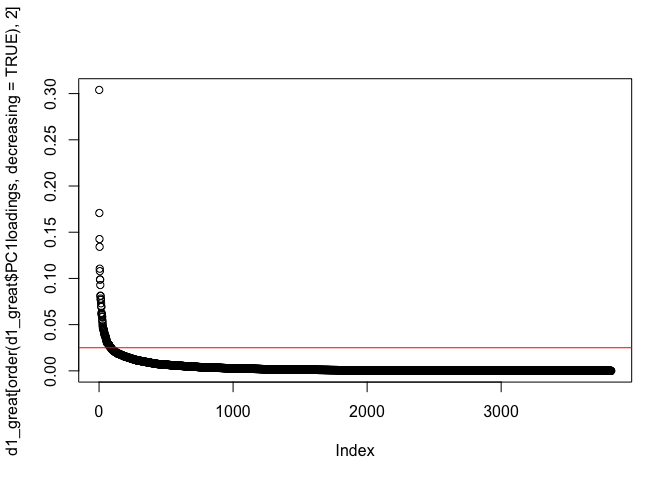 d1_great[order(d1_great$PC1loadings, decreasing = TRUE), 2]
0.30
0.25
0.20
0.15
0.10
0.05
0.00
0 1000 2000 3000
Index